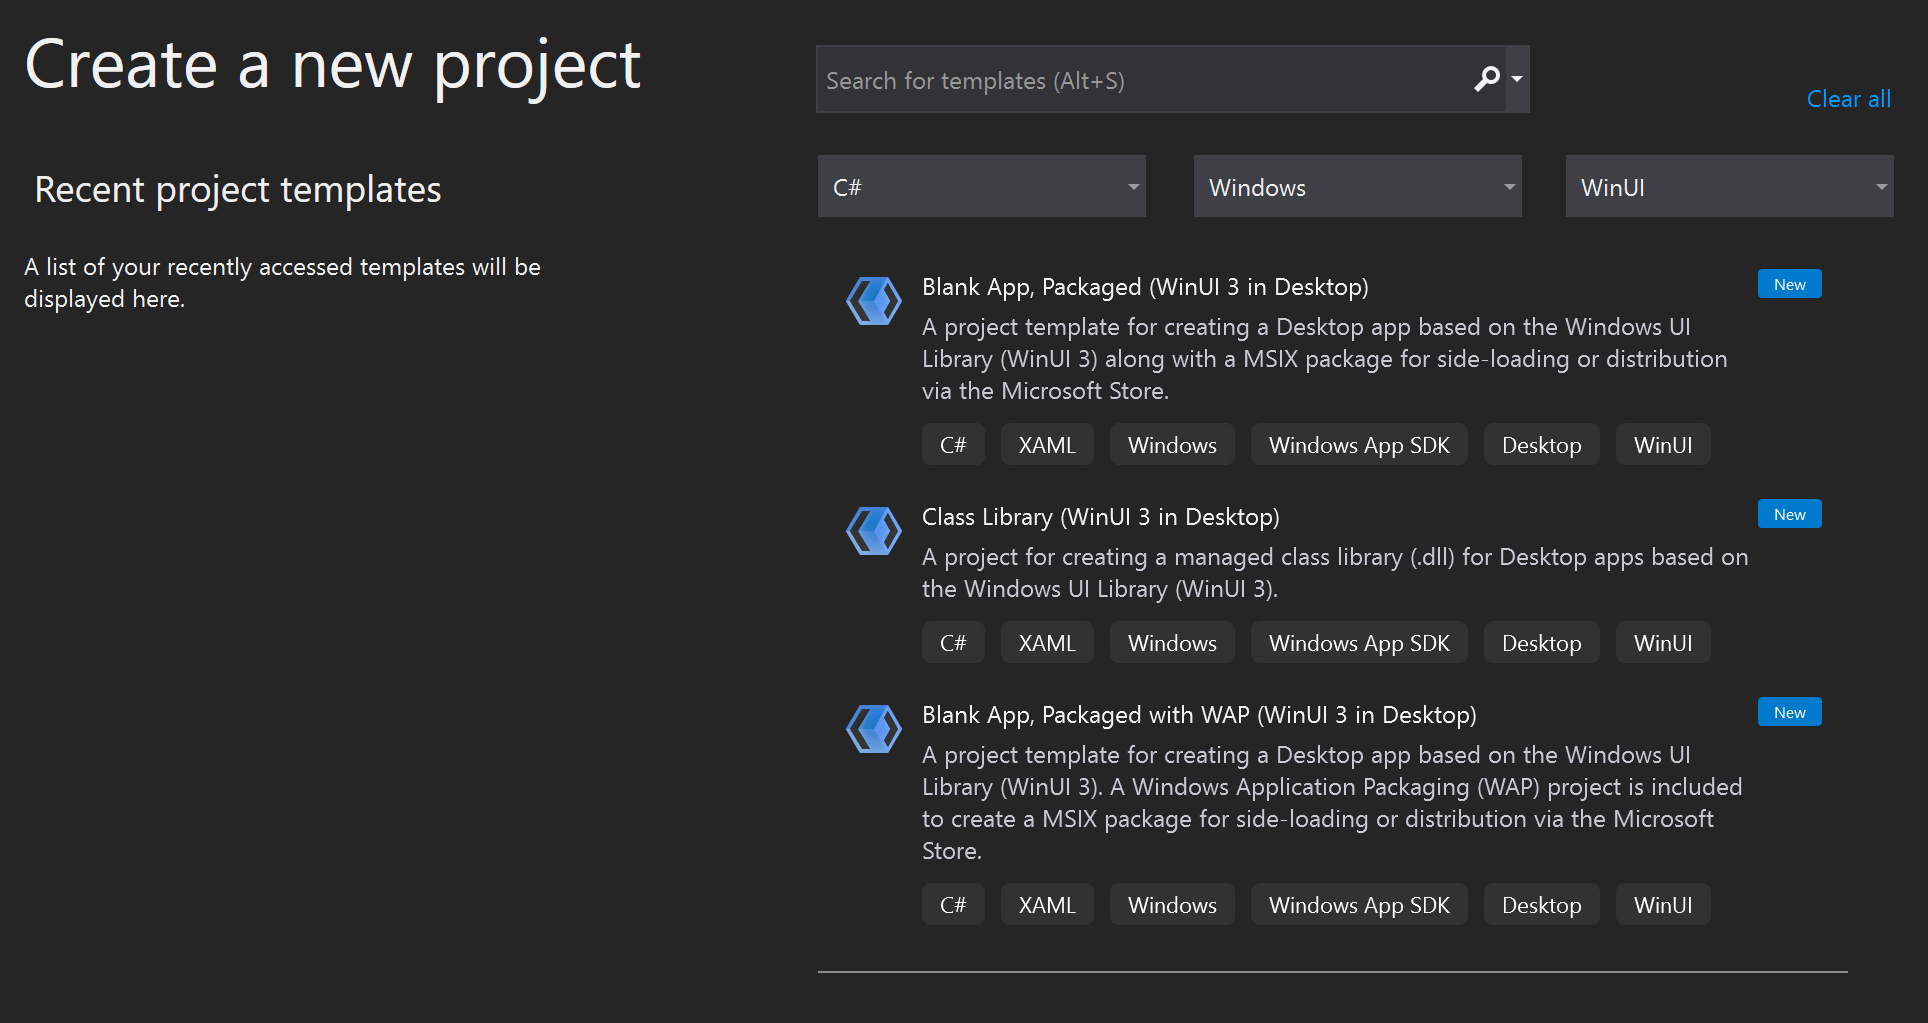 Create a new project
Search for templates (Alt+S)
Clear all
Recent project templates
A list of your recently accessed templates will be
displayed here.
C#
Windows
WinUI
Blank App, Packaged (WinUI 3 in Desktop)
New
A project template for creating a Desktop app based on the Windows UI
Library (WinUI 3) along with a MSIX package for side-loading or distribution
via the Microsoft Store.
C# XAML Windows Windows App SDK Desktop WinUI
Class Library (WinUI 3 in Desktop)
New
A project for creating a managed class library (.dll) for Desktop apps based on
the Windows UI Library (WinUI 3).
C# XAML Windows Windows App SDK Desktop WinUI
Blank App, Packaged with WAP (WinUI 3 in Desktop)
New
A project template for creating a Desktop app based on the Windows UI
Library (WinUI 3). A Windows Application Packaging (WAP) project is included
to create a MSIX package for side-loading or distribution via the Microsoft
Store.
C# XAML Windows Windows App SDK Desktop WinUI